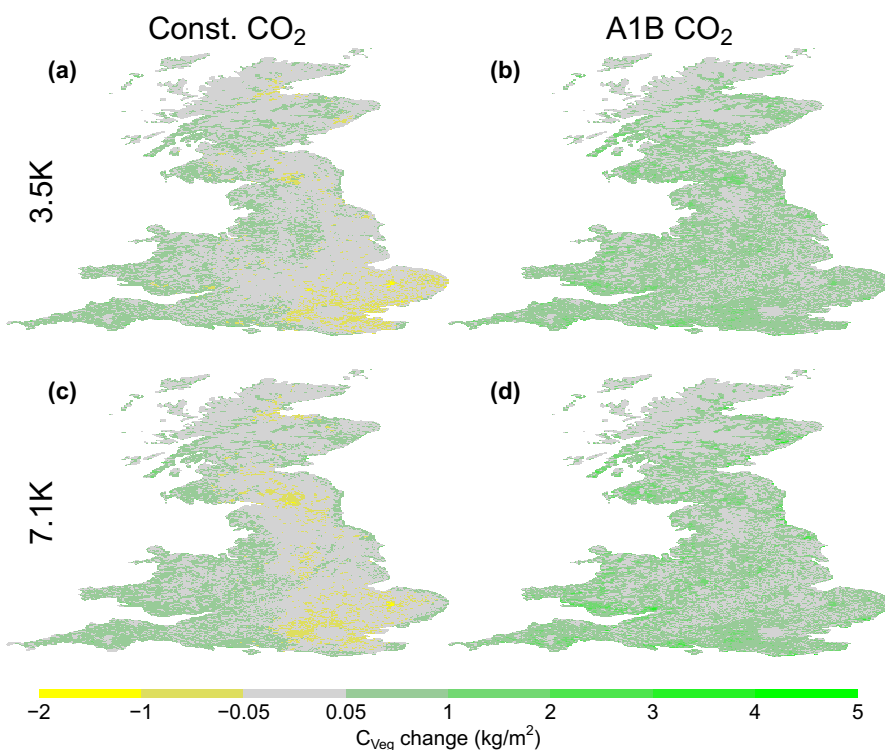 Const. CO₂
A1B CO₂
(a)
(b)
3.5K
(c)
(d)
7.1K
−2 −1 −0.05 0.05 1 2 3 4 5
C_Veg change (kg/m²)